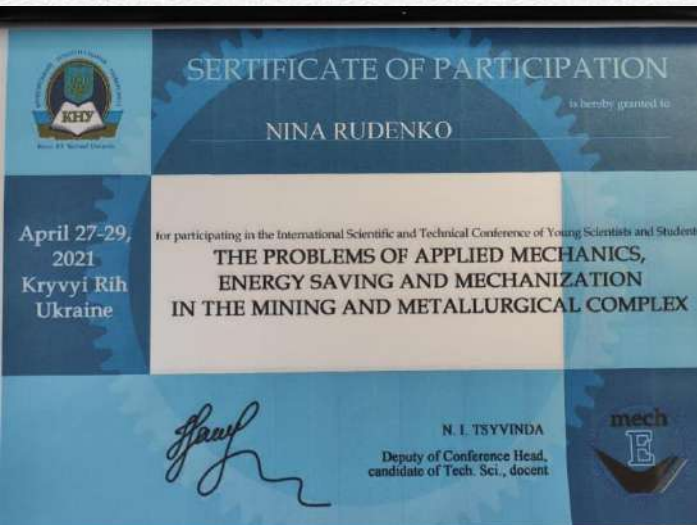 SERTIFICATE OF PARTICIPATION
is hereby granted to
NINA RUDENKO
КНУ
April 27-29,
2021
Kryvyi Rih
Ukraine
for participating in the International Scientific and Technical Conference of Young Scientists and Students
THE PROBLEMS OF APPLIED MECHANICS,
ENERGY SAVING AND MECHANIZATION
IN THE MINING AND METALLURGICAL COMPLEX
N. I. TSYVINDA
Deputy of Conference Head,
candidate of Tech. Sci., docent
mech
E